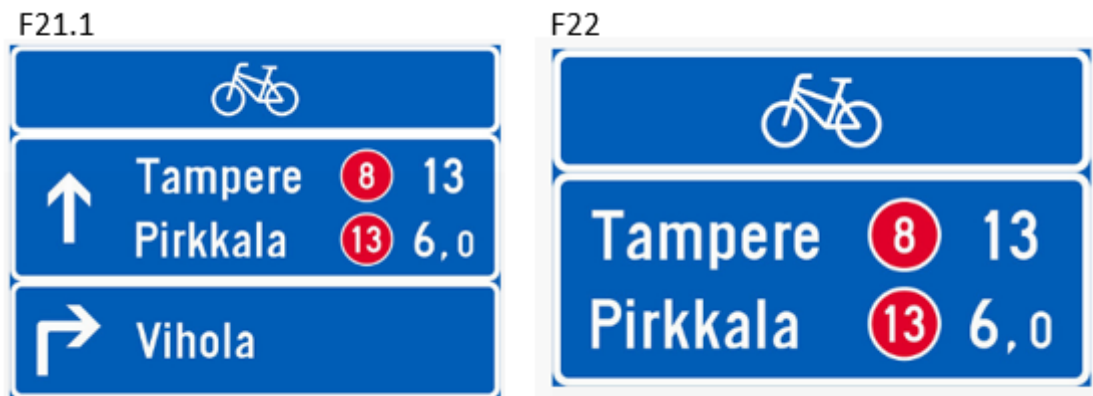 F21.1
Tampere 8 13
Pirkkala 13 6,0
Vihola
F22
Tampere 8 13
Pirkkala 13 6,0